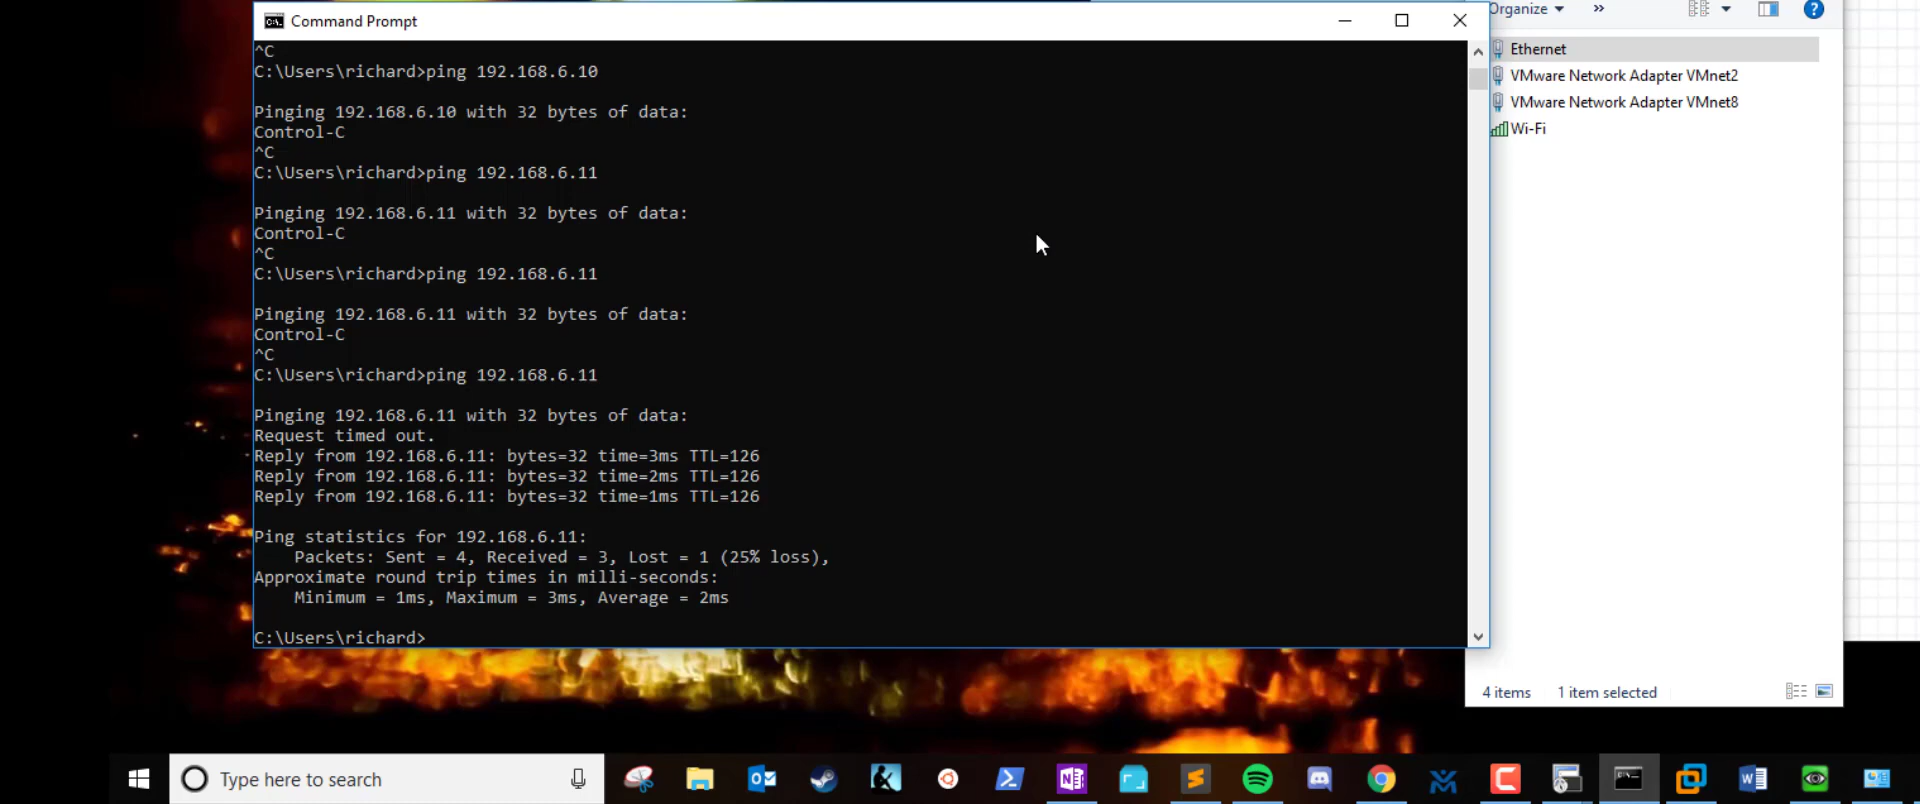 Command Prompt
^C
C:\Users\richard>ping 192.168.6.10
Pinging 192.168.6.10 with 32 bytes of data:
Control-C
^C
C:\Users\richard>ping 192.168.6.11
Pinging 192.168.6.11 with 32 bytes of data:
Control-C
^C
C:\Users\richard>ping 192.168.6.11
Pinging 192.168.6.11 with 32 bytes of data:
Control-C
^C
C:\Users\richard>ping 192.168.6.11
Pinging 192.168.6.11 with 32 bytes of data:
Request timed out.
Reply from 192.168.6.11: bytes=32 time=3ms TTL=126
Reply from 192.168.6.11: bytes=32 time=2ms TTL=126
Reply from 192.168.6.11: bytes=32 time=1ms TTL=126
Ping statistics for 192.168.6.11:
Packets: Sent = 4, Received = 3, Lost = 1 (25% loss),
Approximate round trip times in milli-seconds:
Minimum = 1ms, Maximum = 3ms, Average = 2ms
C:\Users\richard>
Organize »
Ethernet
VMware Network Adapter VMnet2
VMware Network Adapter VMnet8
Wi-Fi
4 items 1 item selected
Type here to search